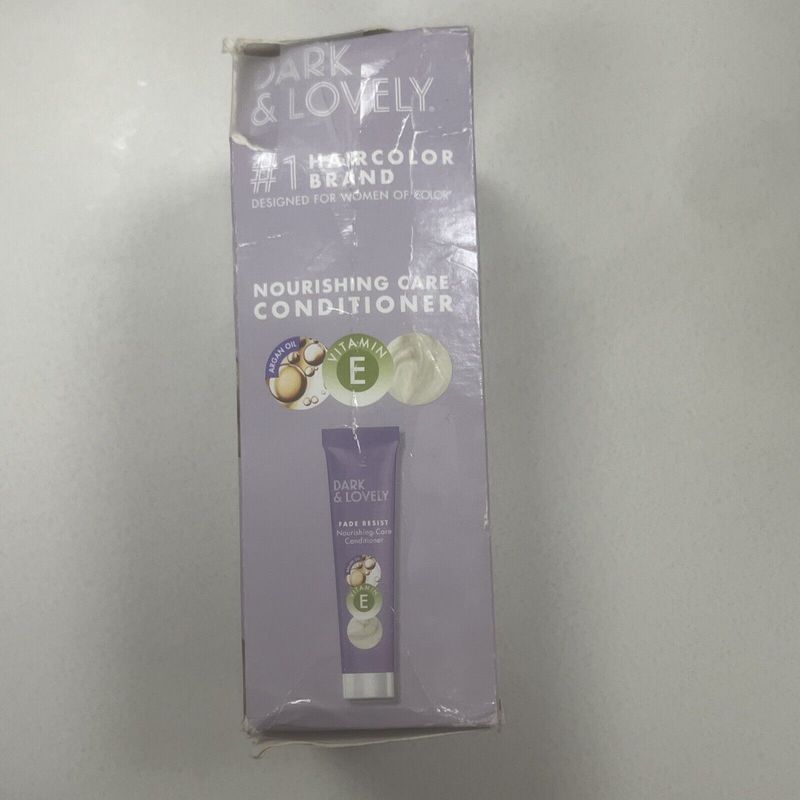 DARK
& LOVELY®
#1 HAIRCOLOR
BRAND
DESIGNED FOR WOMEN OF COLOR*
NOURISHING CARE
CONDITIONER
ARGAN OIL
VITAMIN
E
DARK
& LOVELY
FADE RESIST
Nourishing Care
Conditioner
VITAMIN
E